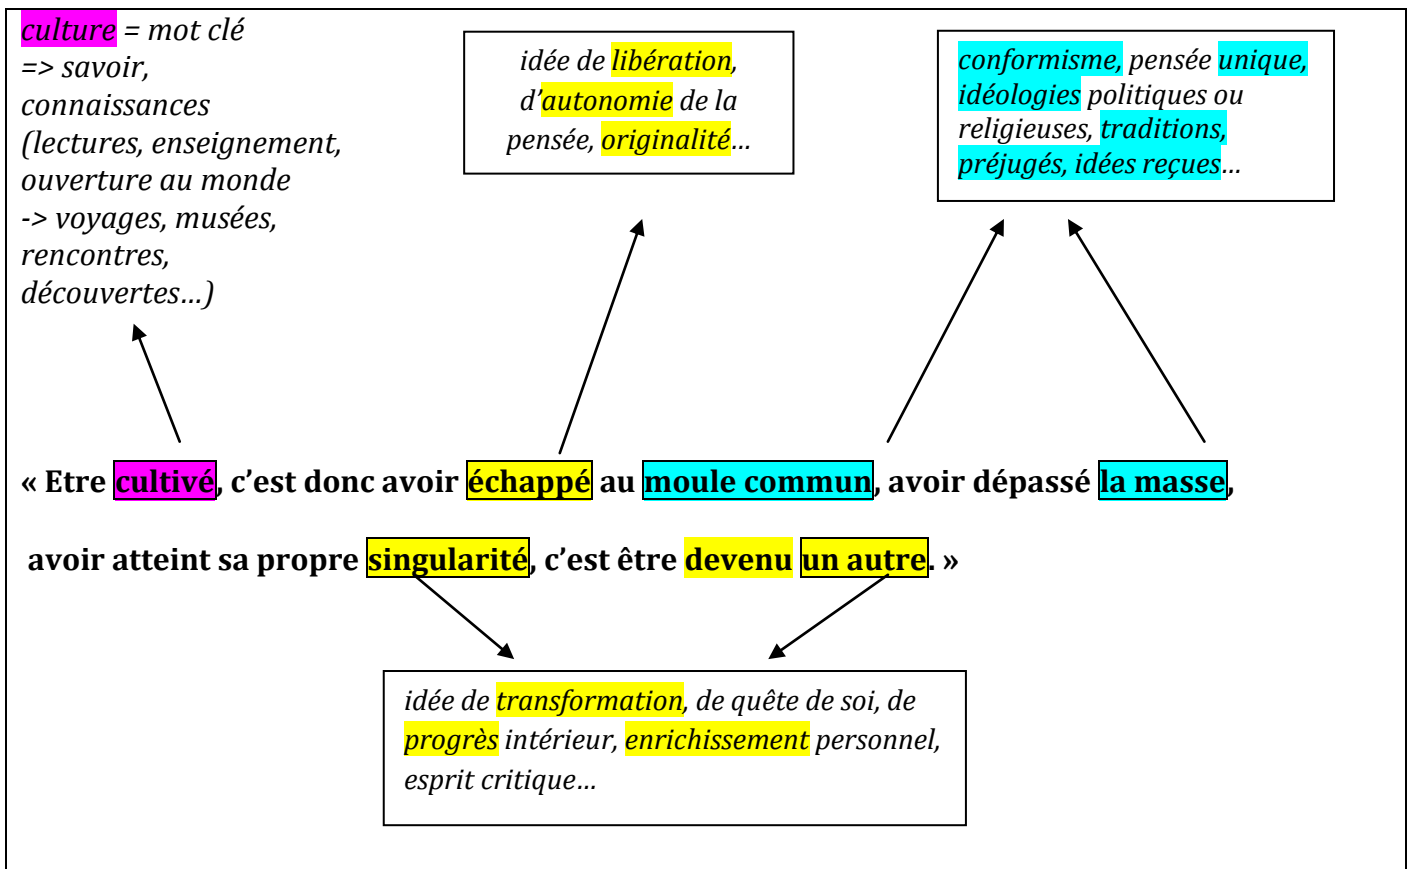 culture = mot clé
=> savoir,
connaissances
(lectures, enseignement,
ouverture au monde
-> voyages, musées,
rencontres,
découvertes…)
idée de libération,
d’autonomie de la
pensée, originalité…
conformisme, pensée unique,
idéologies politiques ou
religieuses, traditions,
préjugés, idées reçues…
« Etre cultivé, c’est donc avoir échappé au moule commun, avoir dépassé la masse,
avoir atteint sa propre singularité, c’est être devenu un autre. »
idée de transformation, de quête de soi, de
progrès intérieur, enrichissement personnel,
esprit critique…